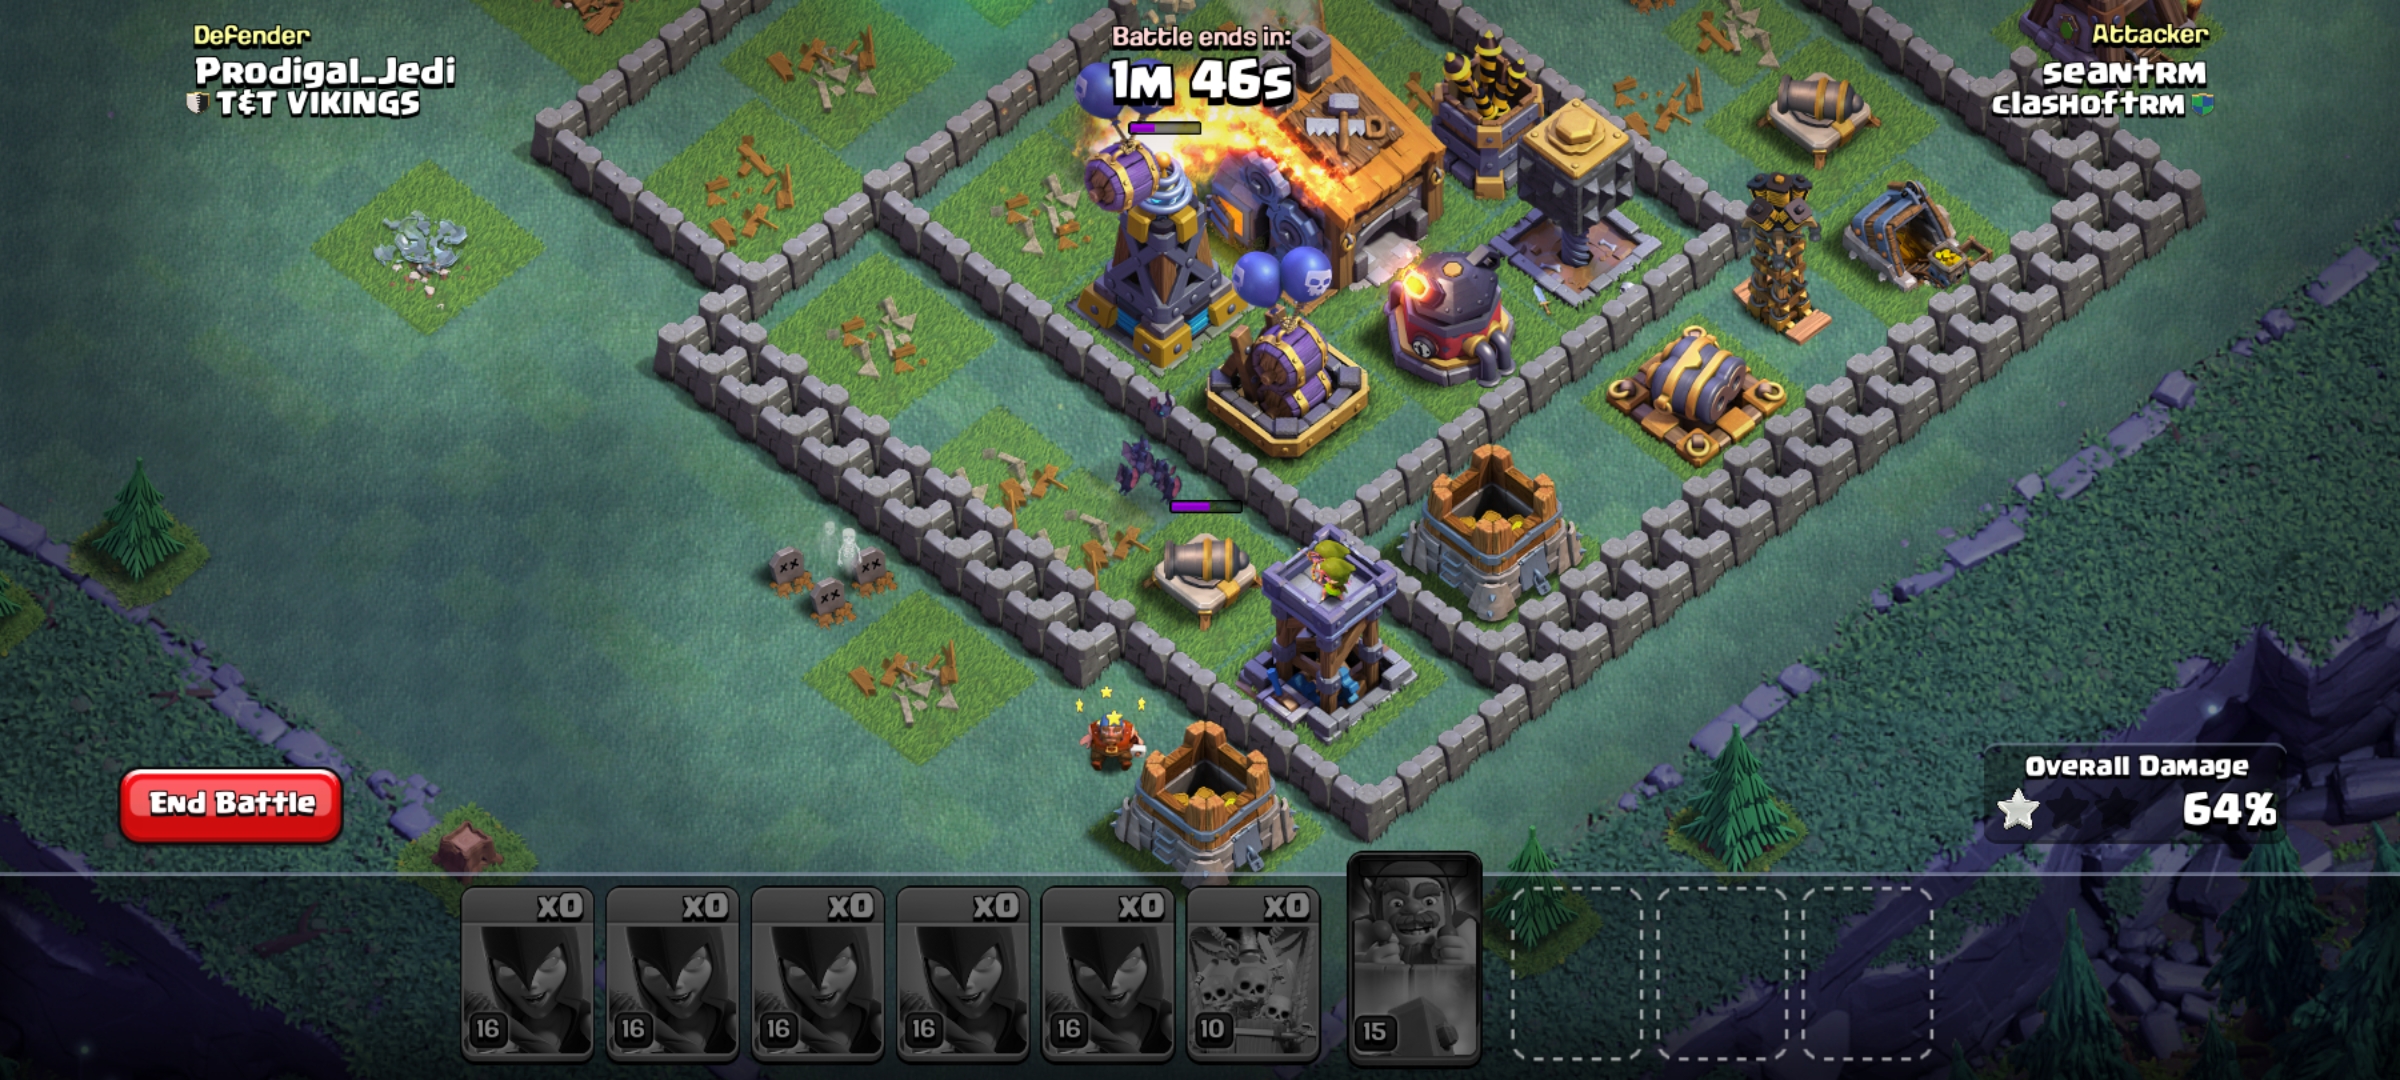 Defender
Prodigal_Jedi
T&T VIKINGS
Battle ends in:
1M 46s
Attacker
seantRM
clashoftRM
End Battle
Overall Damage
64%
x0
x0
x0
x0
x0
x0
16
16
16
16
16
10
15